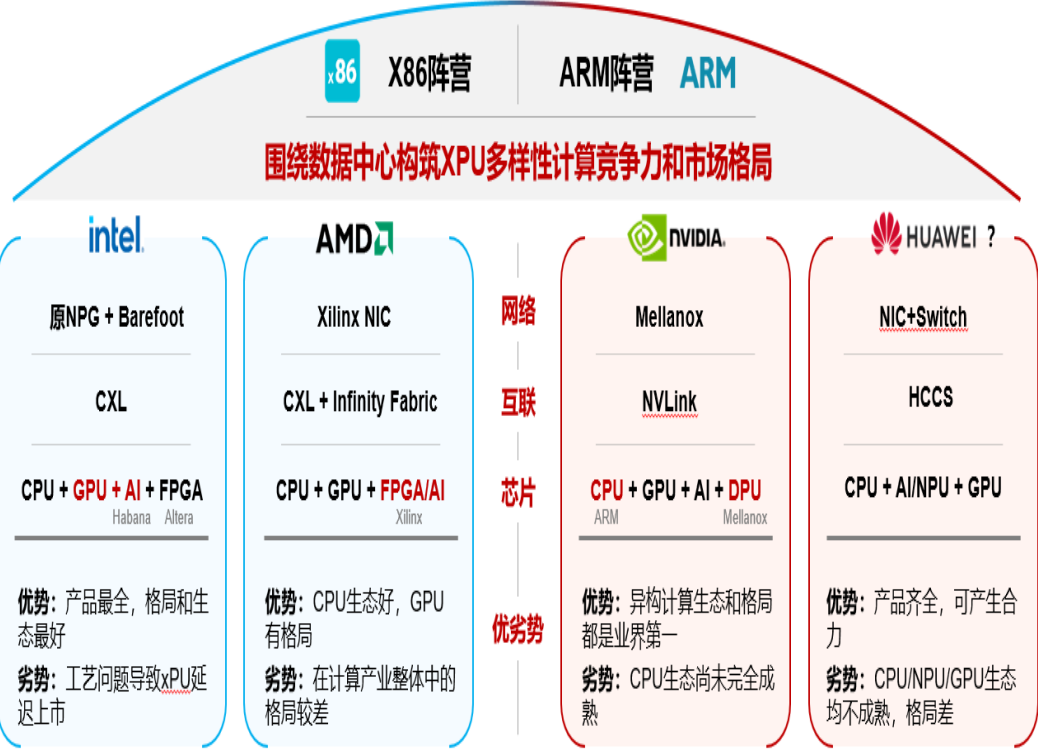 x86 X86阵营 ARM阵营 ARM
围绕数据中心构筑XPU多样性计算竞争力和市场格局
intel.
原NPG + Barefoot
CXL
CPU + GPU + AI + FPGA
Habana Altera
优势：产品最全，格局和生
态最好
劣势：工艺问题导致xPU延
迟上市
AMD
Xilinx NIC
CXL + Infinity Fabric
CPU + GPU + FPGA/AI
Xilinx
优势：CPU生态好，GPU
有格局
劣势：在计算产业整体中的
格局较差
网络
互联
芯片
优劣势
NVIDIA.
Mellanox
NVLink
CPU + GPU + AI + DPU
ARM Mellanox
优势：异构计算生态和格局
都是业界第一
劣势：CPU生态尚未完全成
熟
HUAWEI ？
NIC+Switch
HCCS
CPU + AI/NPU + GPU
优势：产品齐全，可产生合
力
劣势：CPU/NPU/GPU生态
均不成熟，格局差